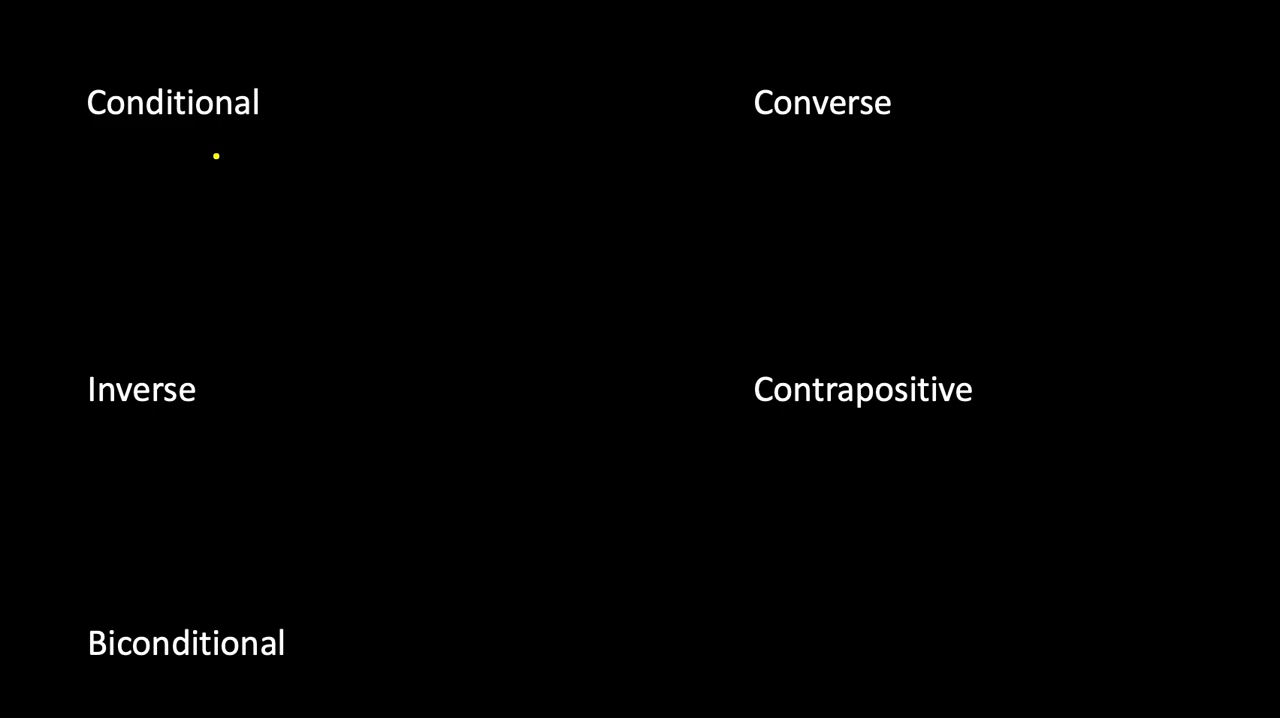 Conditional
Converse
Inverse
Contrapositive
Biconditional